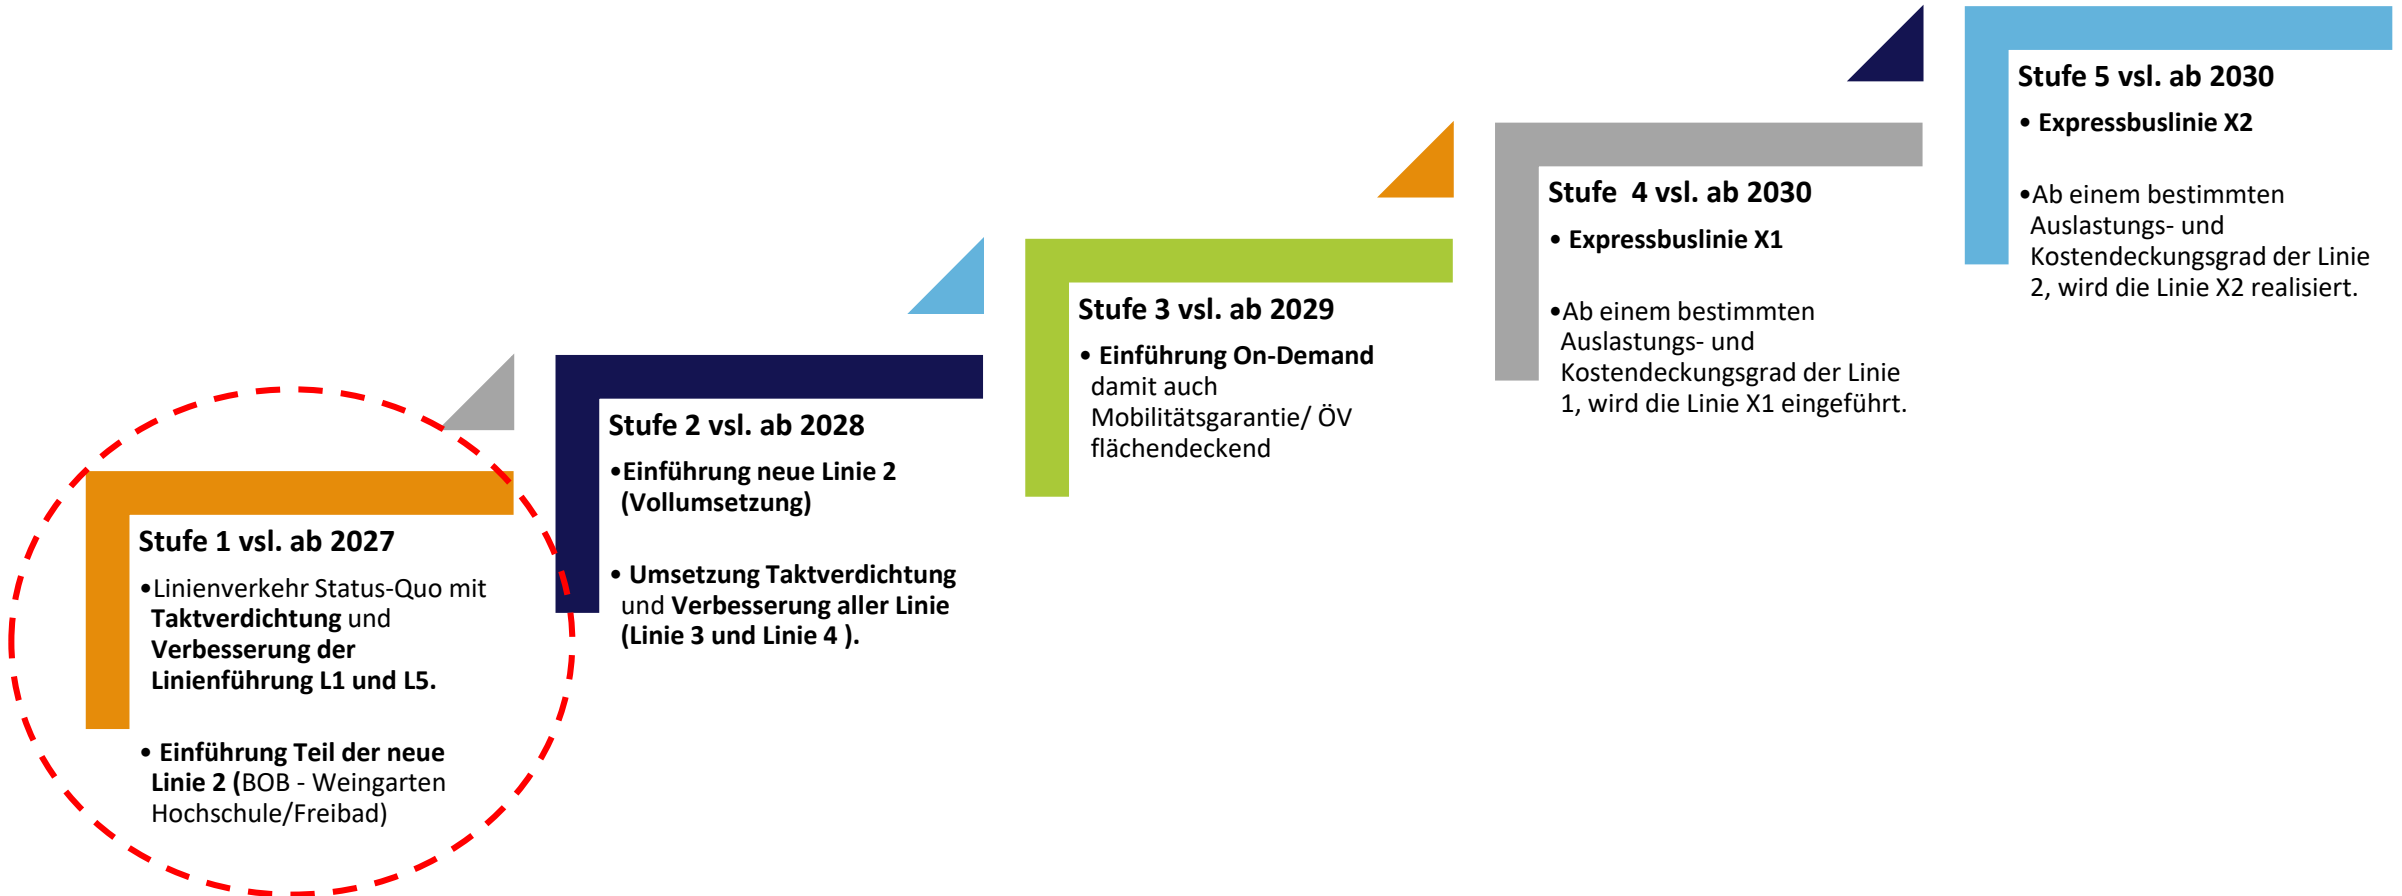 Stufe 1 vsl. ab 2027
•Linienverkehr Status-Quo mit
Taktverdichtung und
Verbesserung der
Linienführung L1 und L5.
• Einführung Teil der neue
Linie 2 (BOB - Weingarten
Hochschule/Freibad)
Stufe 2 vsl. ab 2028
•Einführung neue Linie 2
(Vollumsetzung)
• Umsetzung Taktverdichtung
und Verbesserung aller Linie
(Linie 3 und Linie 4 ).
Stufe 3 vsl. ab 2029
• Einführung On-Demand
damit auch
Mobilitätsgarantie/ ÖV
flächendeckend
Stufe  4 vsl. ab 2030
• Expressbuslinie X1
•Ab einem bestimmten
Auslastungs- und
Kostendeckungsgrad der Linie
1, wird die Linie X1 eingeführt.
Stufe 5 vsl. ab 2030
• Expressbuslinie X2
•Ab einem bestimmten
Auslastungs- und
Kostendeckungsgrad der Linie
2, wird die Linie X2 realisiert.